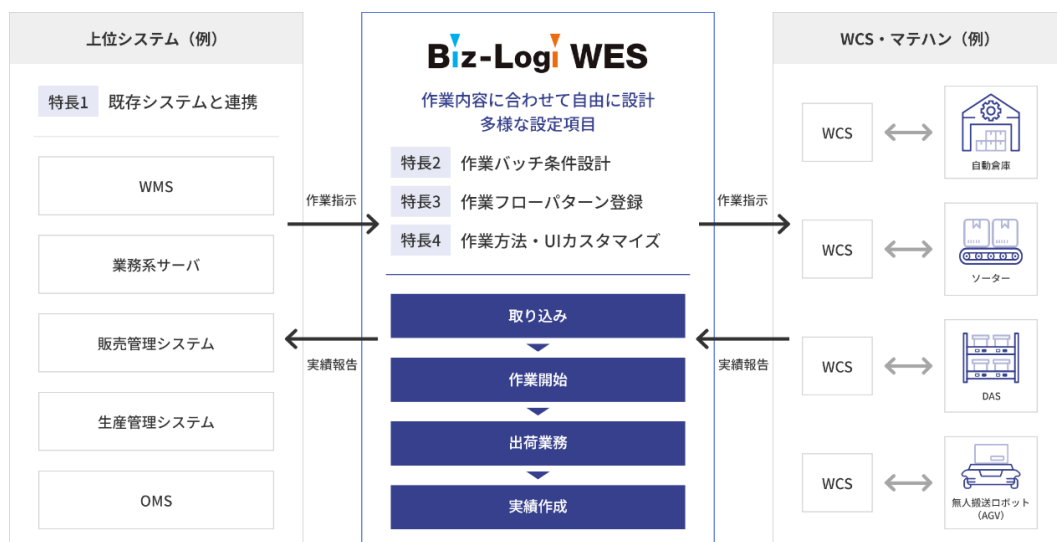 上位システム（例）
特長1 既存システムと連携
WMS
業務系サーバ
販売管理システム
生産管理システム
OMS
作業指示
実績報告
Biz-Logi WES
作業内容に合わせて自由に設計
多様な設定項目
特長2 作業バッチ条件設計
特長3 作業フローパターン登録
特長4 作業方法・UIカスタマイズ
取り込み
作業開始
出荷業務
実績作成
作業指示
実績報告
WCS・マテハン（例）
WCS
自動倉庫
WCS
ソーター
WCS
DAS
WCS
無人搬送ロボット
（AGV）